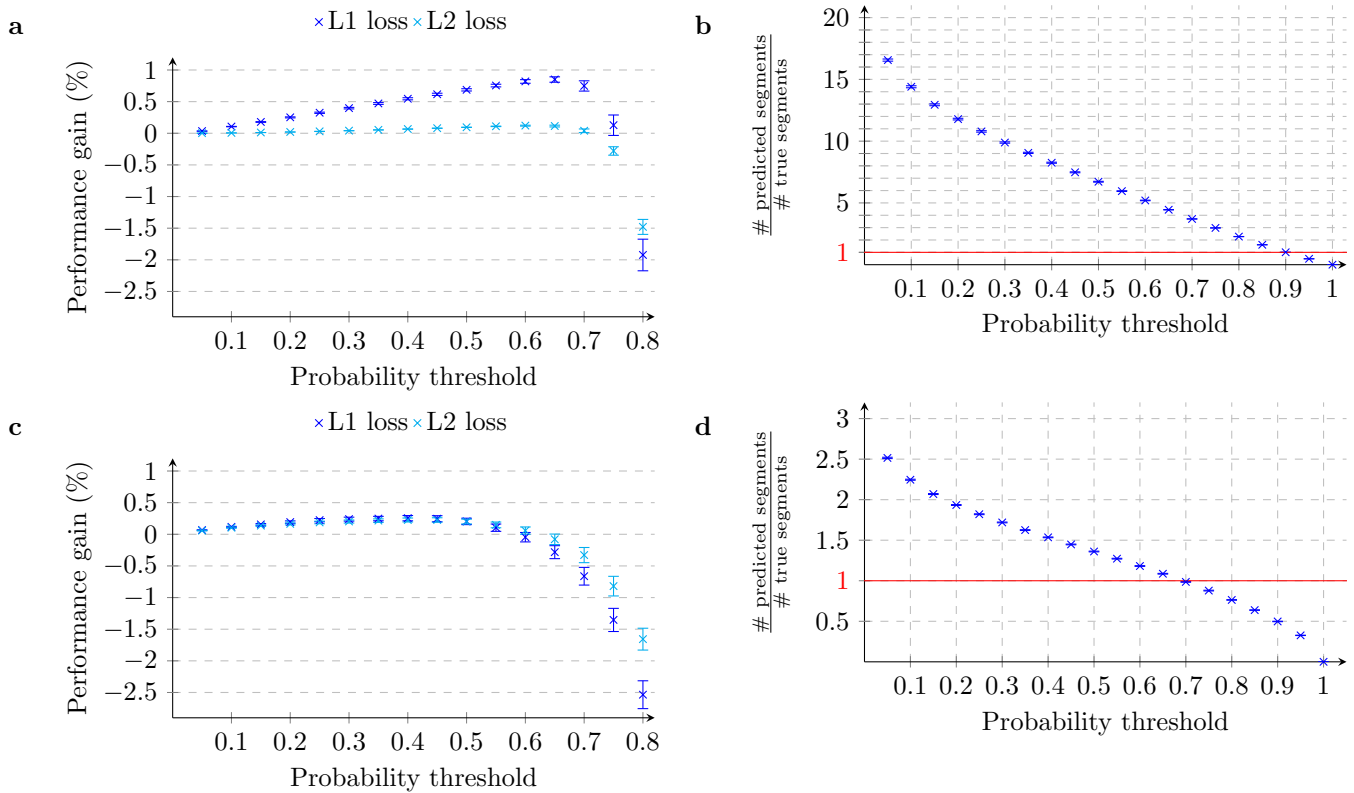 a
× L1 loss × L2 loss
Performance gain (%)
1
0.5
0
−0.5
−1
−1.5
−2
−2.5
0.1 0.2 0.3 0.4 0.5 0.6 0.7 0.8
Probability threshold
b
# predicted segments
# true segments
20
15
10
5
1
0.1 0.2 0.3 0.4 0.5 0.6 0.7 0.8 0.9 1
Probability threshold
c
× L1 loss × L2 loss
Performance gain (%)
1
0.5
0
−0.5
−1
−1.5
−2
−2.5
0.1 0.2 0.3 0.4 0.5 0.6 0.7 0.8
Probability threshold
d
# predicted segments
# true segments
3
2.5
2
1.5
1
0.5
0.1 0.2 0.3 0.4 0.5 0.6 0.7 0.8 0.9 1
Probability threshold